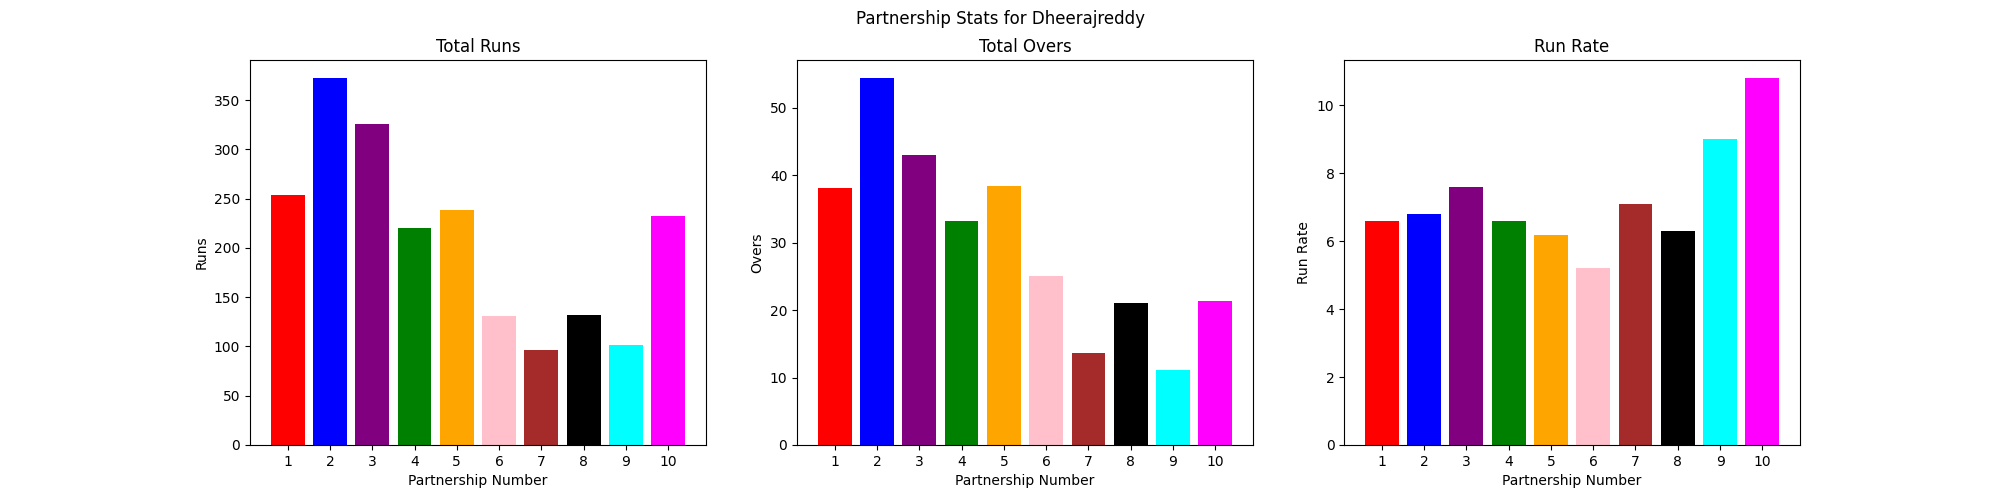 Partnership Stats for Dheerajreddy
Total Runs
Runs
350
300
250
200
150
100
50
0
1 2 3 4 5 6 7 8 9 10
Partnership Number
Total Overs
Overs
50
40
30
20
10
0
1 2 3 4 5 6 7 8 9 10
Partnership Number
Run Rate
Run Rate
10
8
6
4
2
0
1 2 3 4 5 6 7 8 9 10
Partnership Number